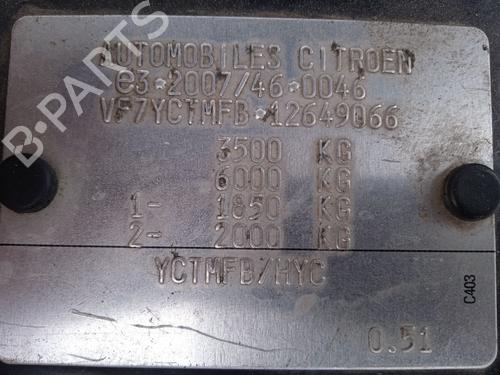 B-PARTS
AUTOMOBILES CITROEN
e3*2007/46*0046
VF7YCTMFB*12649066
3500 KG
6000 KG
1- 1850 KG
2- 2000 KG
YCTMFB/HYC
C403
0.51